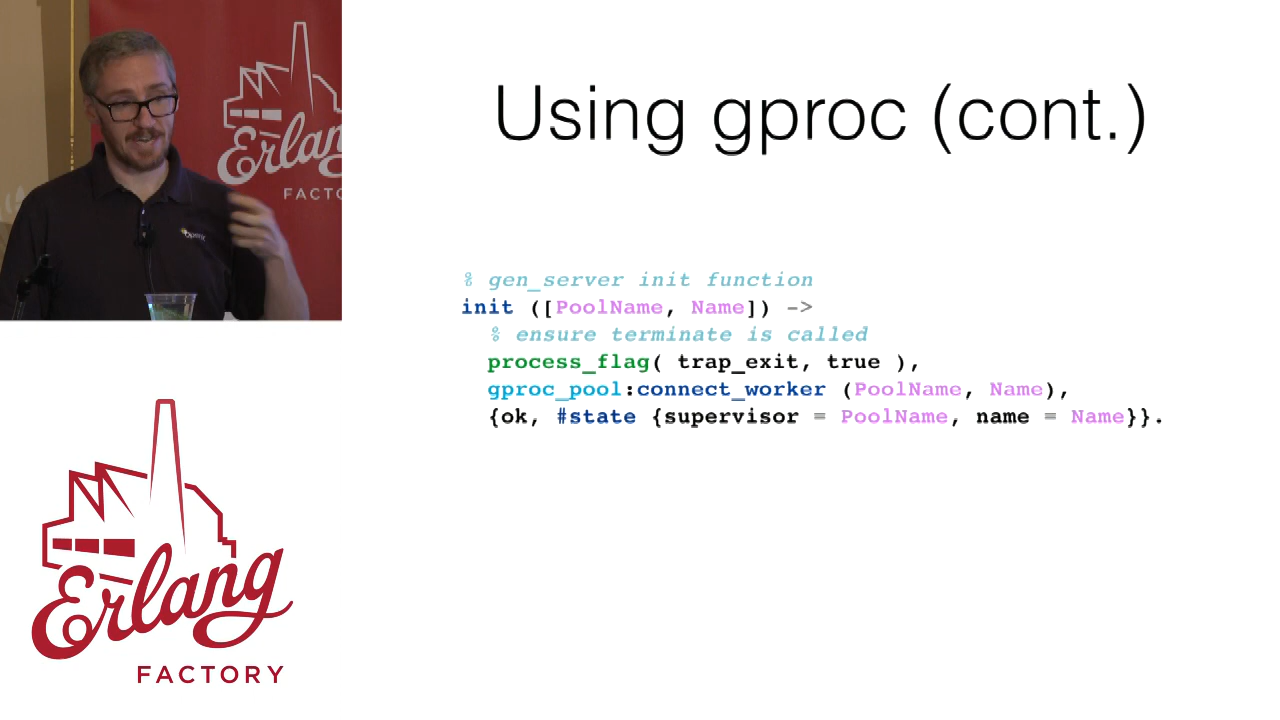 Erlang
FACTO
Using gproc (cont.)
% gen_server init function
init ([PoolName, Name]) ->
% ensure terminate is called
process_flag( trap_exit, true ),
gproc_pool:connect_worker (PoolName, Name),
{ok, #state {supervisor = PoolName, name = Name}}.
Erlang
FACTORY